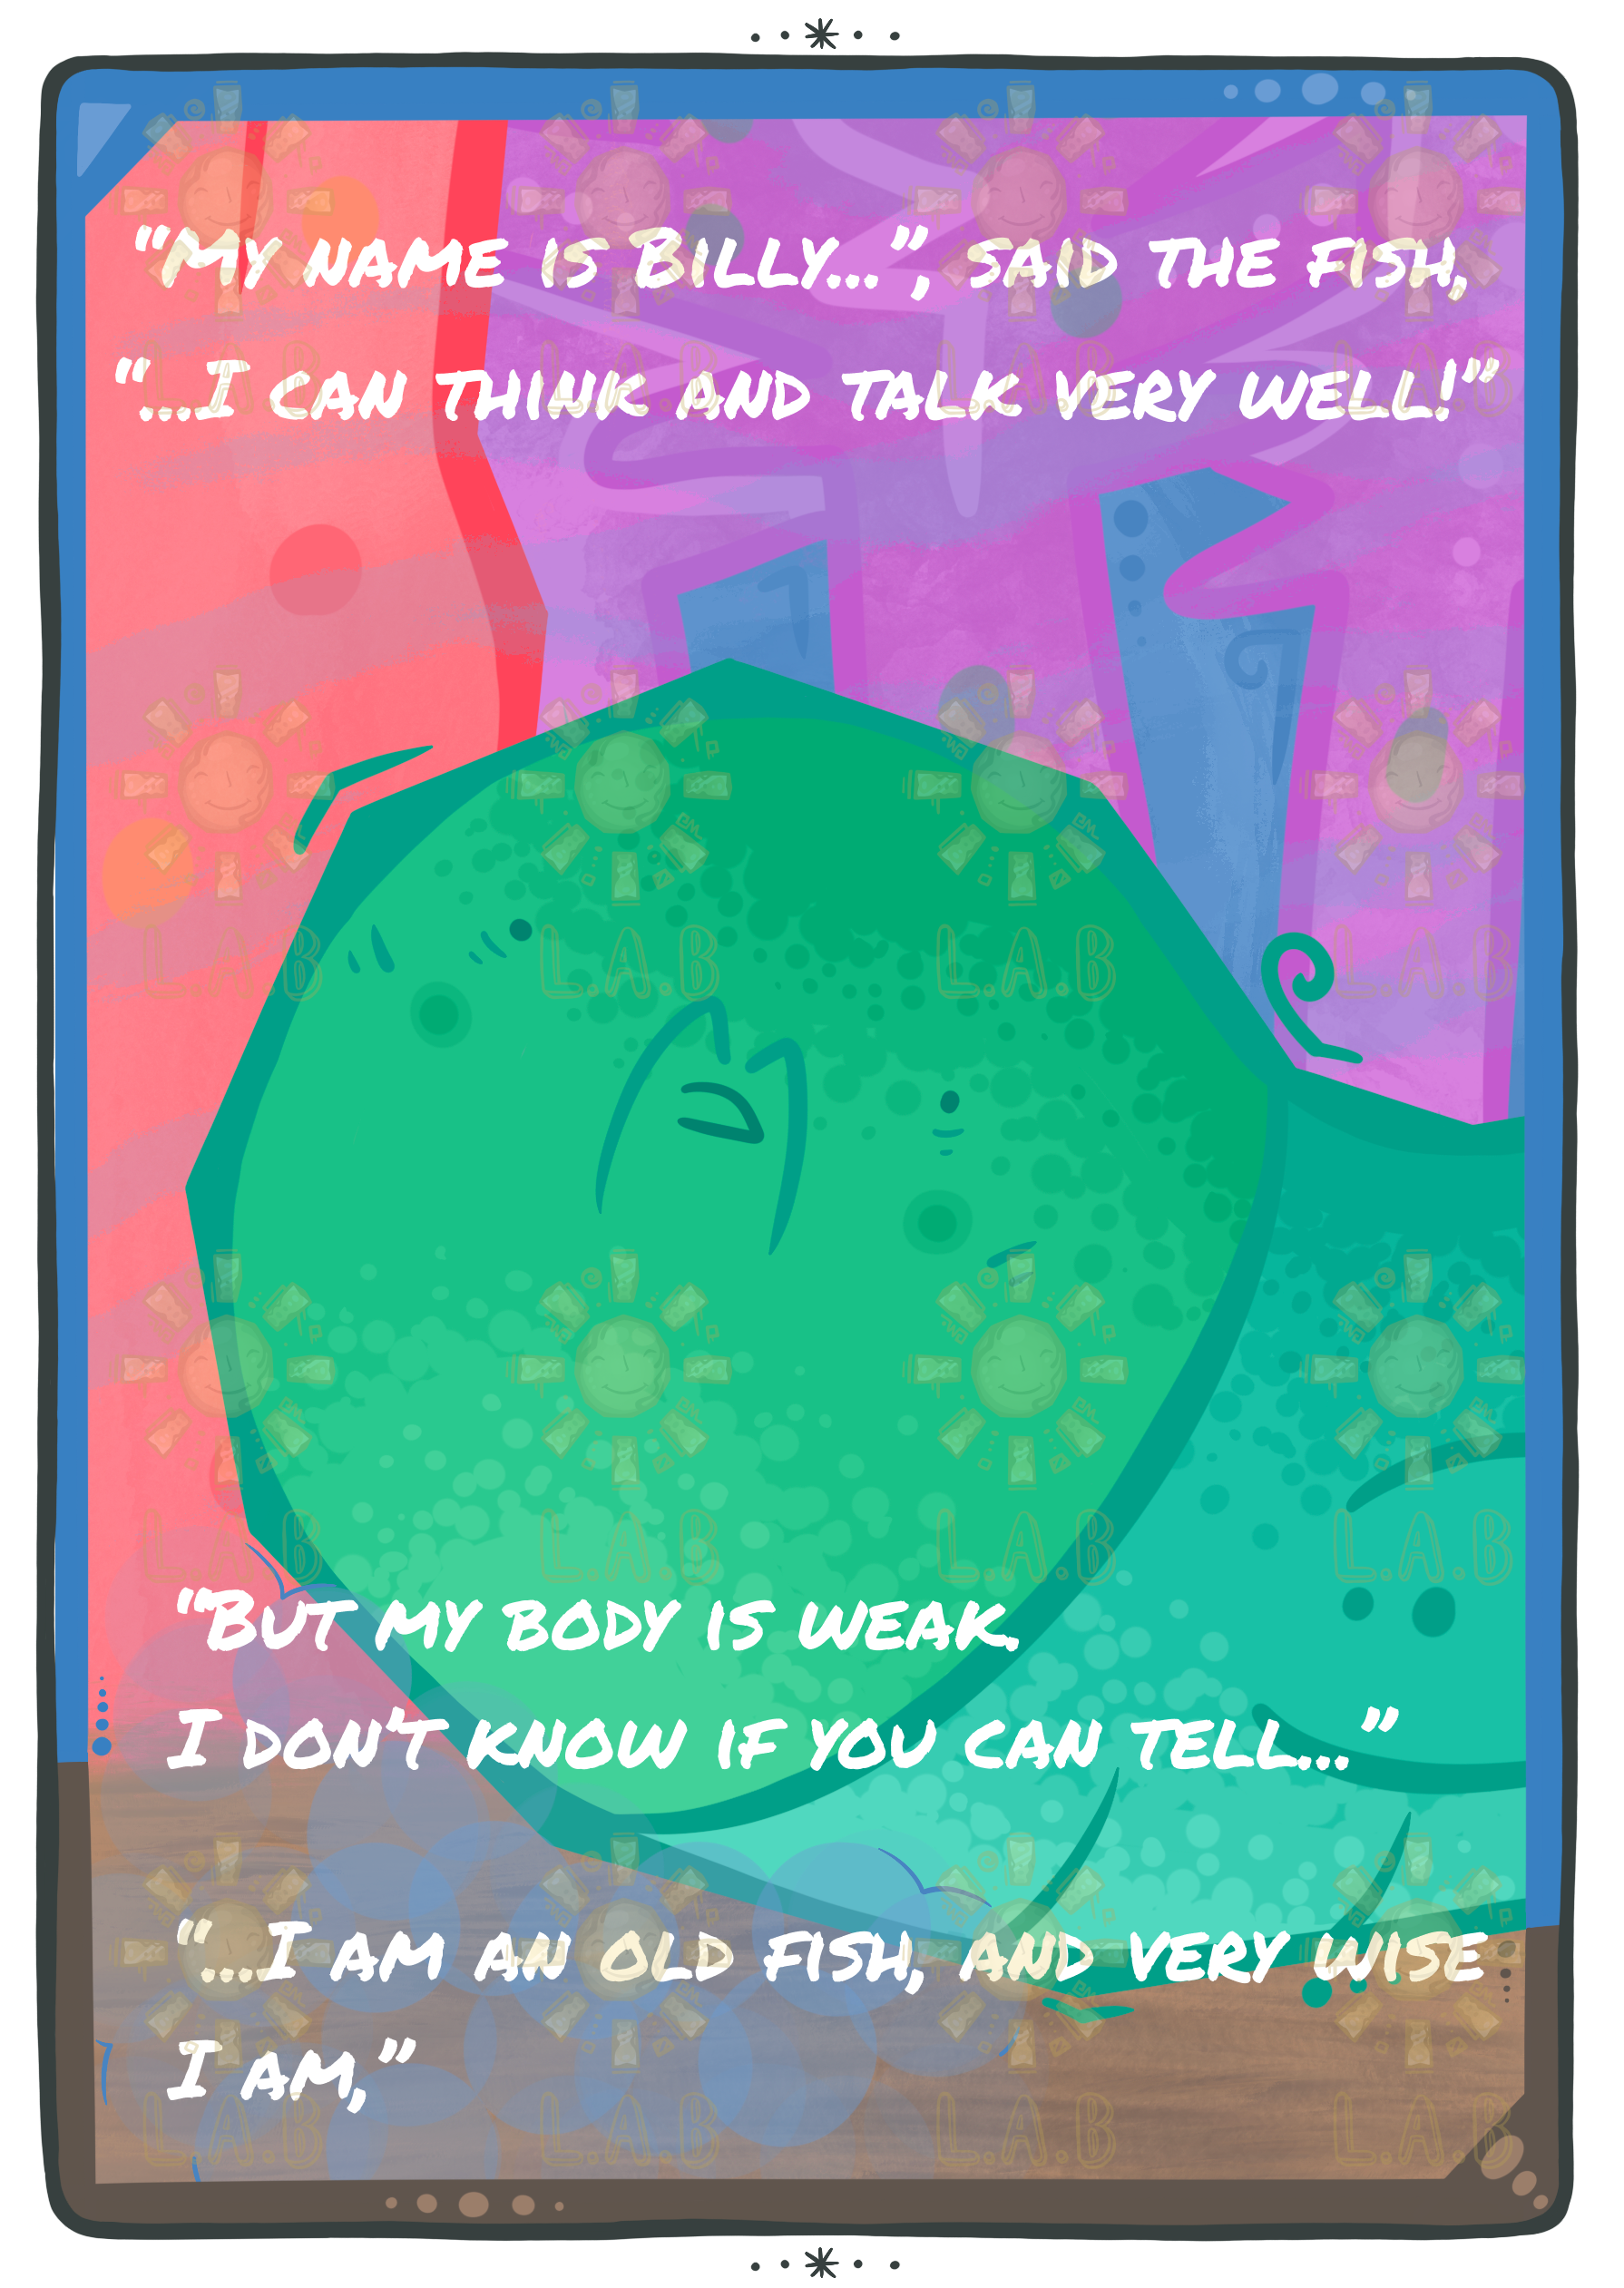 “My name is Billy...”, said the fish,
“...I can think and talk very well!”
“But my body is weak.
I don't know if you can tell...”
“...I am an old fish, and very wise
I am,”
L.A.B L.A.B L.A.B L.A.B
L.A.B L.A.B L.A.B L.A.B
L.A.B L.A.B L.A.B L.A.B
L.A.B L.A.B L.A.B L.A.B